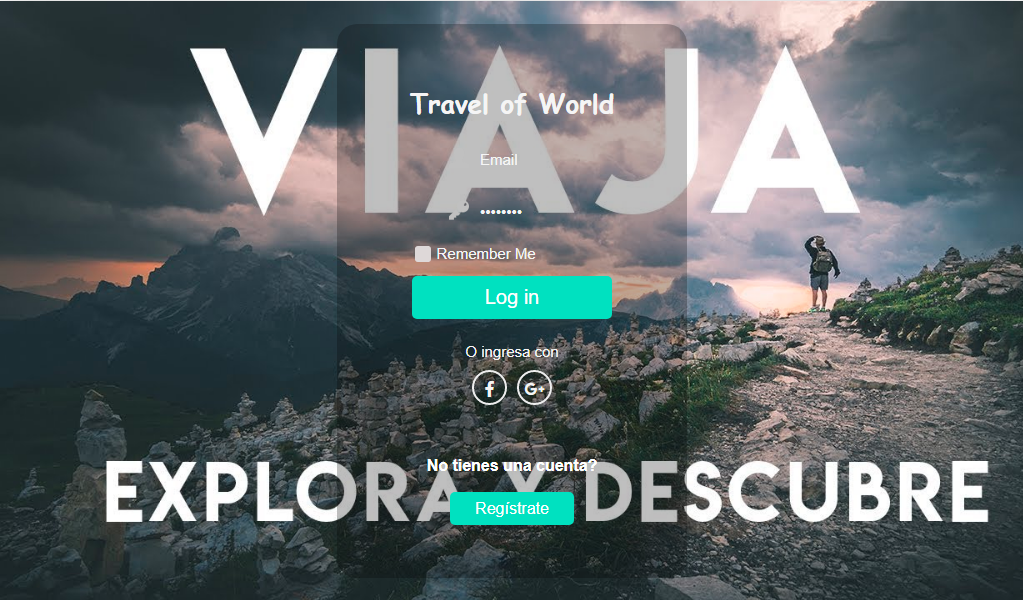 VIAJA
Travel of World
Email
••••••••
Remember Me
Log in
O ingresa con
f G+
No tienes una cuenta?
EXPLORA Y DESCUBRE
Regístrate